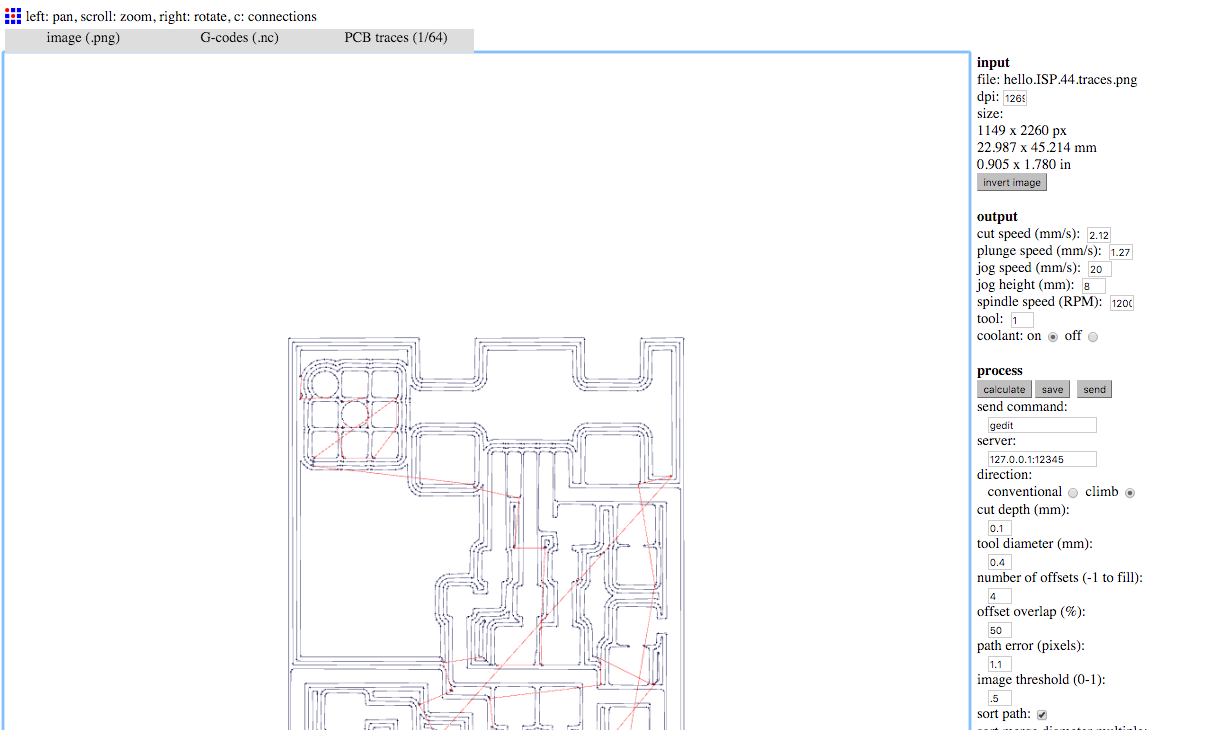 left: pan, scroll: zoom, right: rotate, c: connections
image (.png) G-codes (.nc) PCB traces (1/64)
input
file: hello.ISP.44.traces.png
dpi:
size:
1149 x 2260 px
22.987 x 45.214 mm
0.905 x 1.780 in
invert image
output
cut speed (mm/s): 2.12
plunge speed (mm/s): 1.27
jog speed (mm/s): 20
jog height (mm): 8
spindle speed (RPM):
tool: 1
coolant: on off
process
calculate save send
send command:
gedit
server:
127.0.0.1:12345
direction:
conventional climb
cut depth (mm):
0.1
tool diameter (mm):
0.4
number of offsets (-1 to fill):
4
offset overlap (%):
50
path error (pixels):
1.1
image threshold (0-1):
.5
sort path: